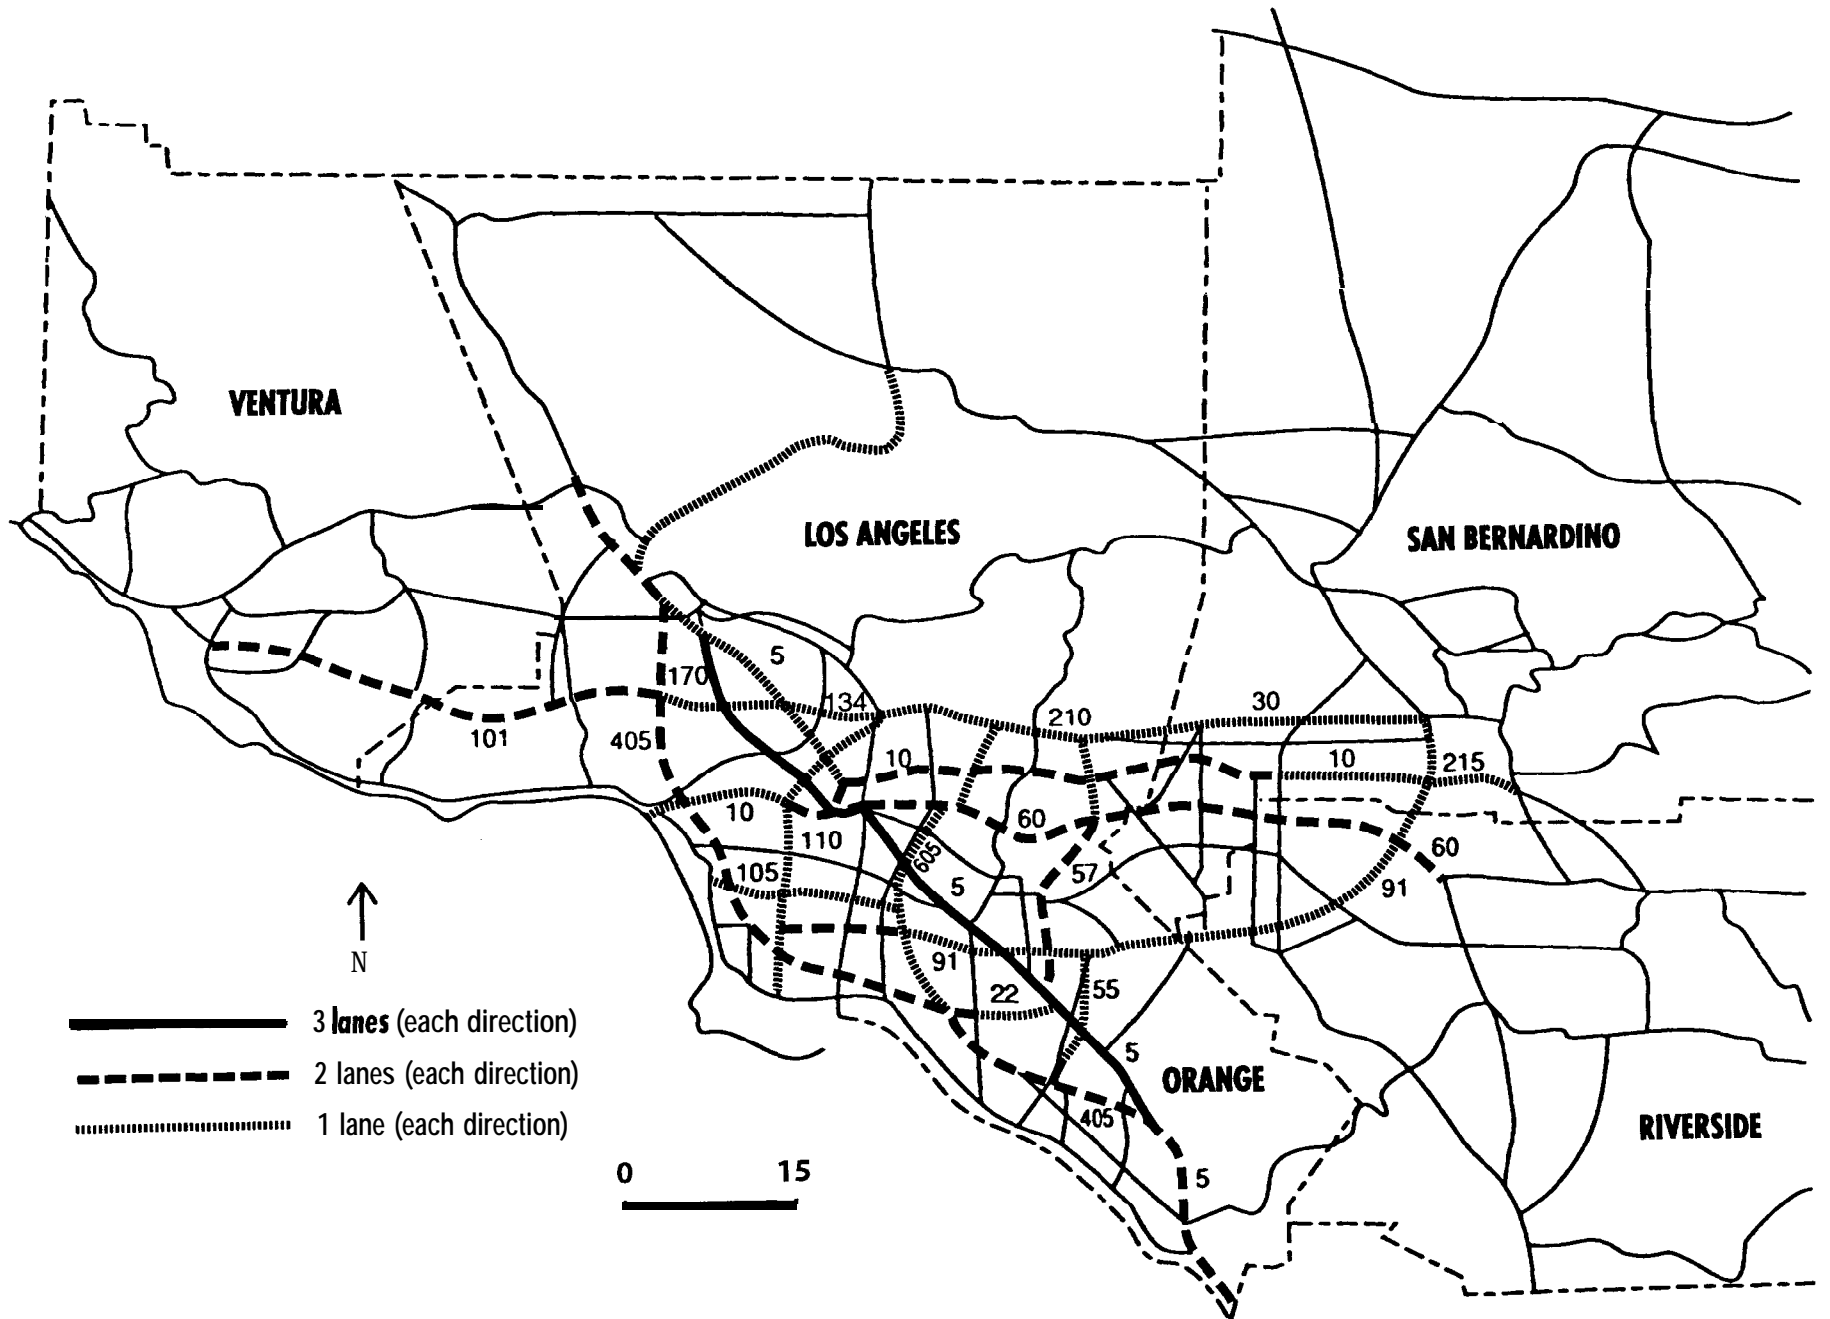 VENTURA
LOS ANGELES
SAN BERNARDINO
5
170
134
30
210
101
405
10
10
215
10
110
60
60
605
105
5
57
91
91
22
55
N
3 lanes (each direction)
2 lanes (each direction)
1 lane (each direction)
5
ORANGE
405
RIVERSIDE
0 15
5